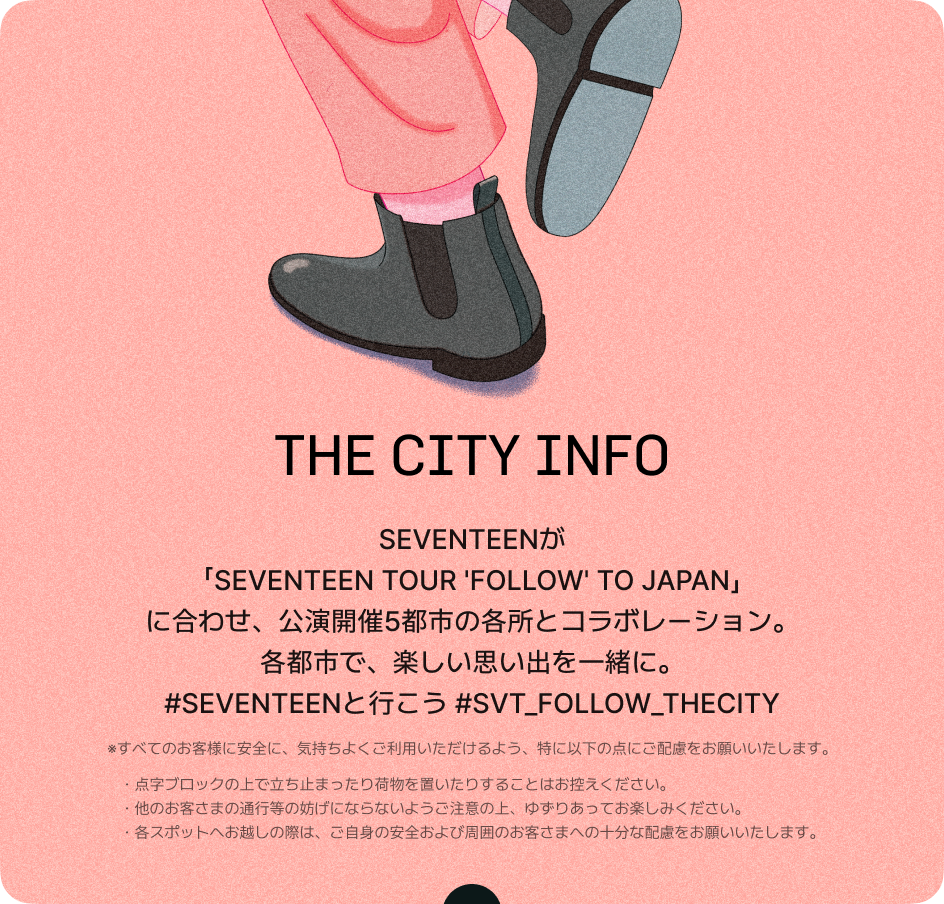 THE CITY INFO
SEVENTEENが
「SEVENTEEN TOUR 'FOLLOW' TO JAPAN」
に合わせ、公演開催5都市の各所とコラボレーション。
各都市で、楽しい思い出を一緒に。
#SEVENTEENと行こう #SVT_FOLLOW_THECITY
※すべてのお客様に安全に、気持ちよくご利用いただけるよう、特に以下の点にご配慮をお願いいたします。
・点字ブロックの上で立ち止まったり荷物を置いたりすることはお控えください。
・他のお客さまの通行等の妨げにならないようご注意の上、ゆずりあってお楽しみください。
・各スポットへお越しの際は、ご自身の安全および周囲のお客さまへの十分な配慮をお願いいたします。